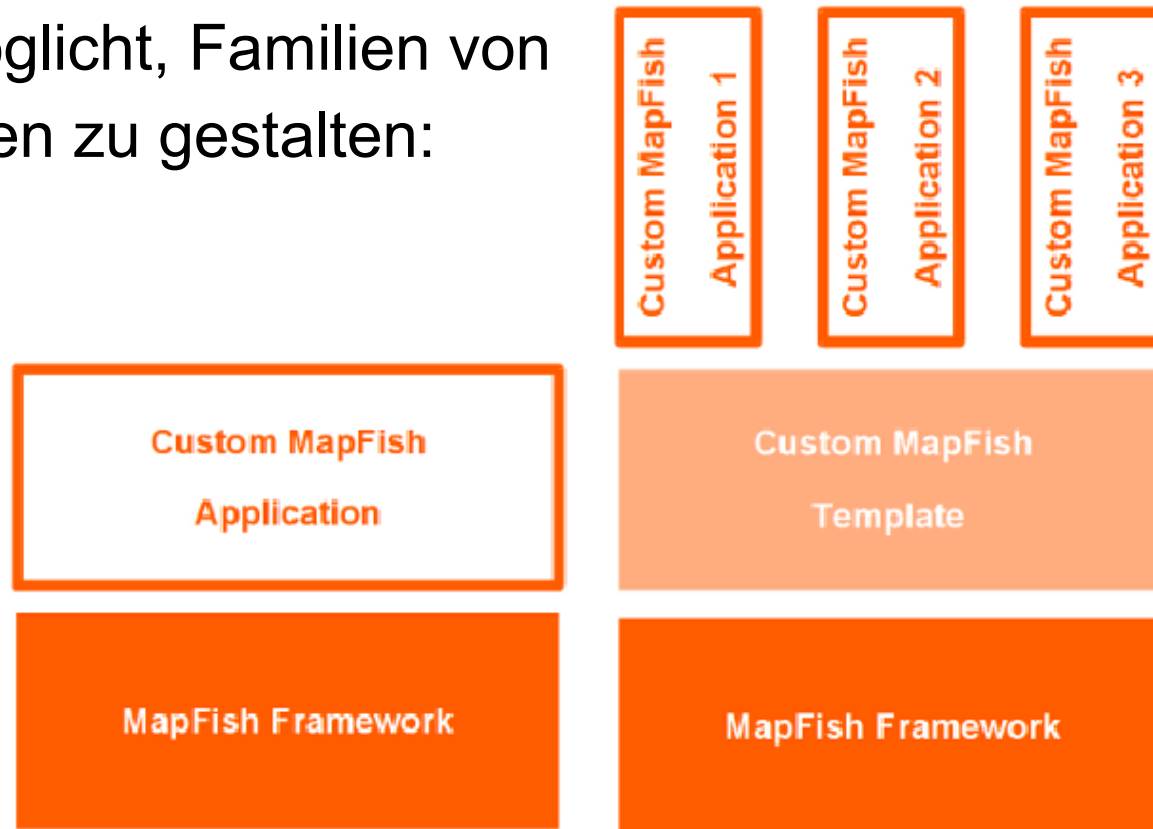 öglicht, Familien von
en zu gestalten:
Custom MapFish
Application 1
Custom MapFish
Application 2
Custom MapFish
Application 3
Custom MapFish
Application
MapFish Framework
Custom MapFish
Template
MapFish Framework